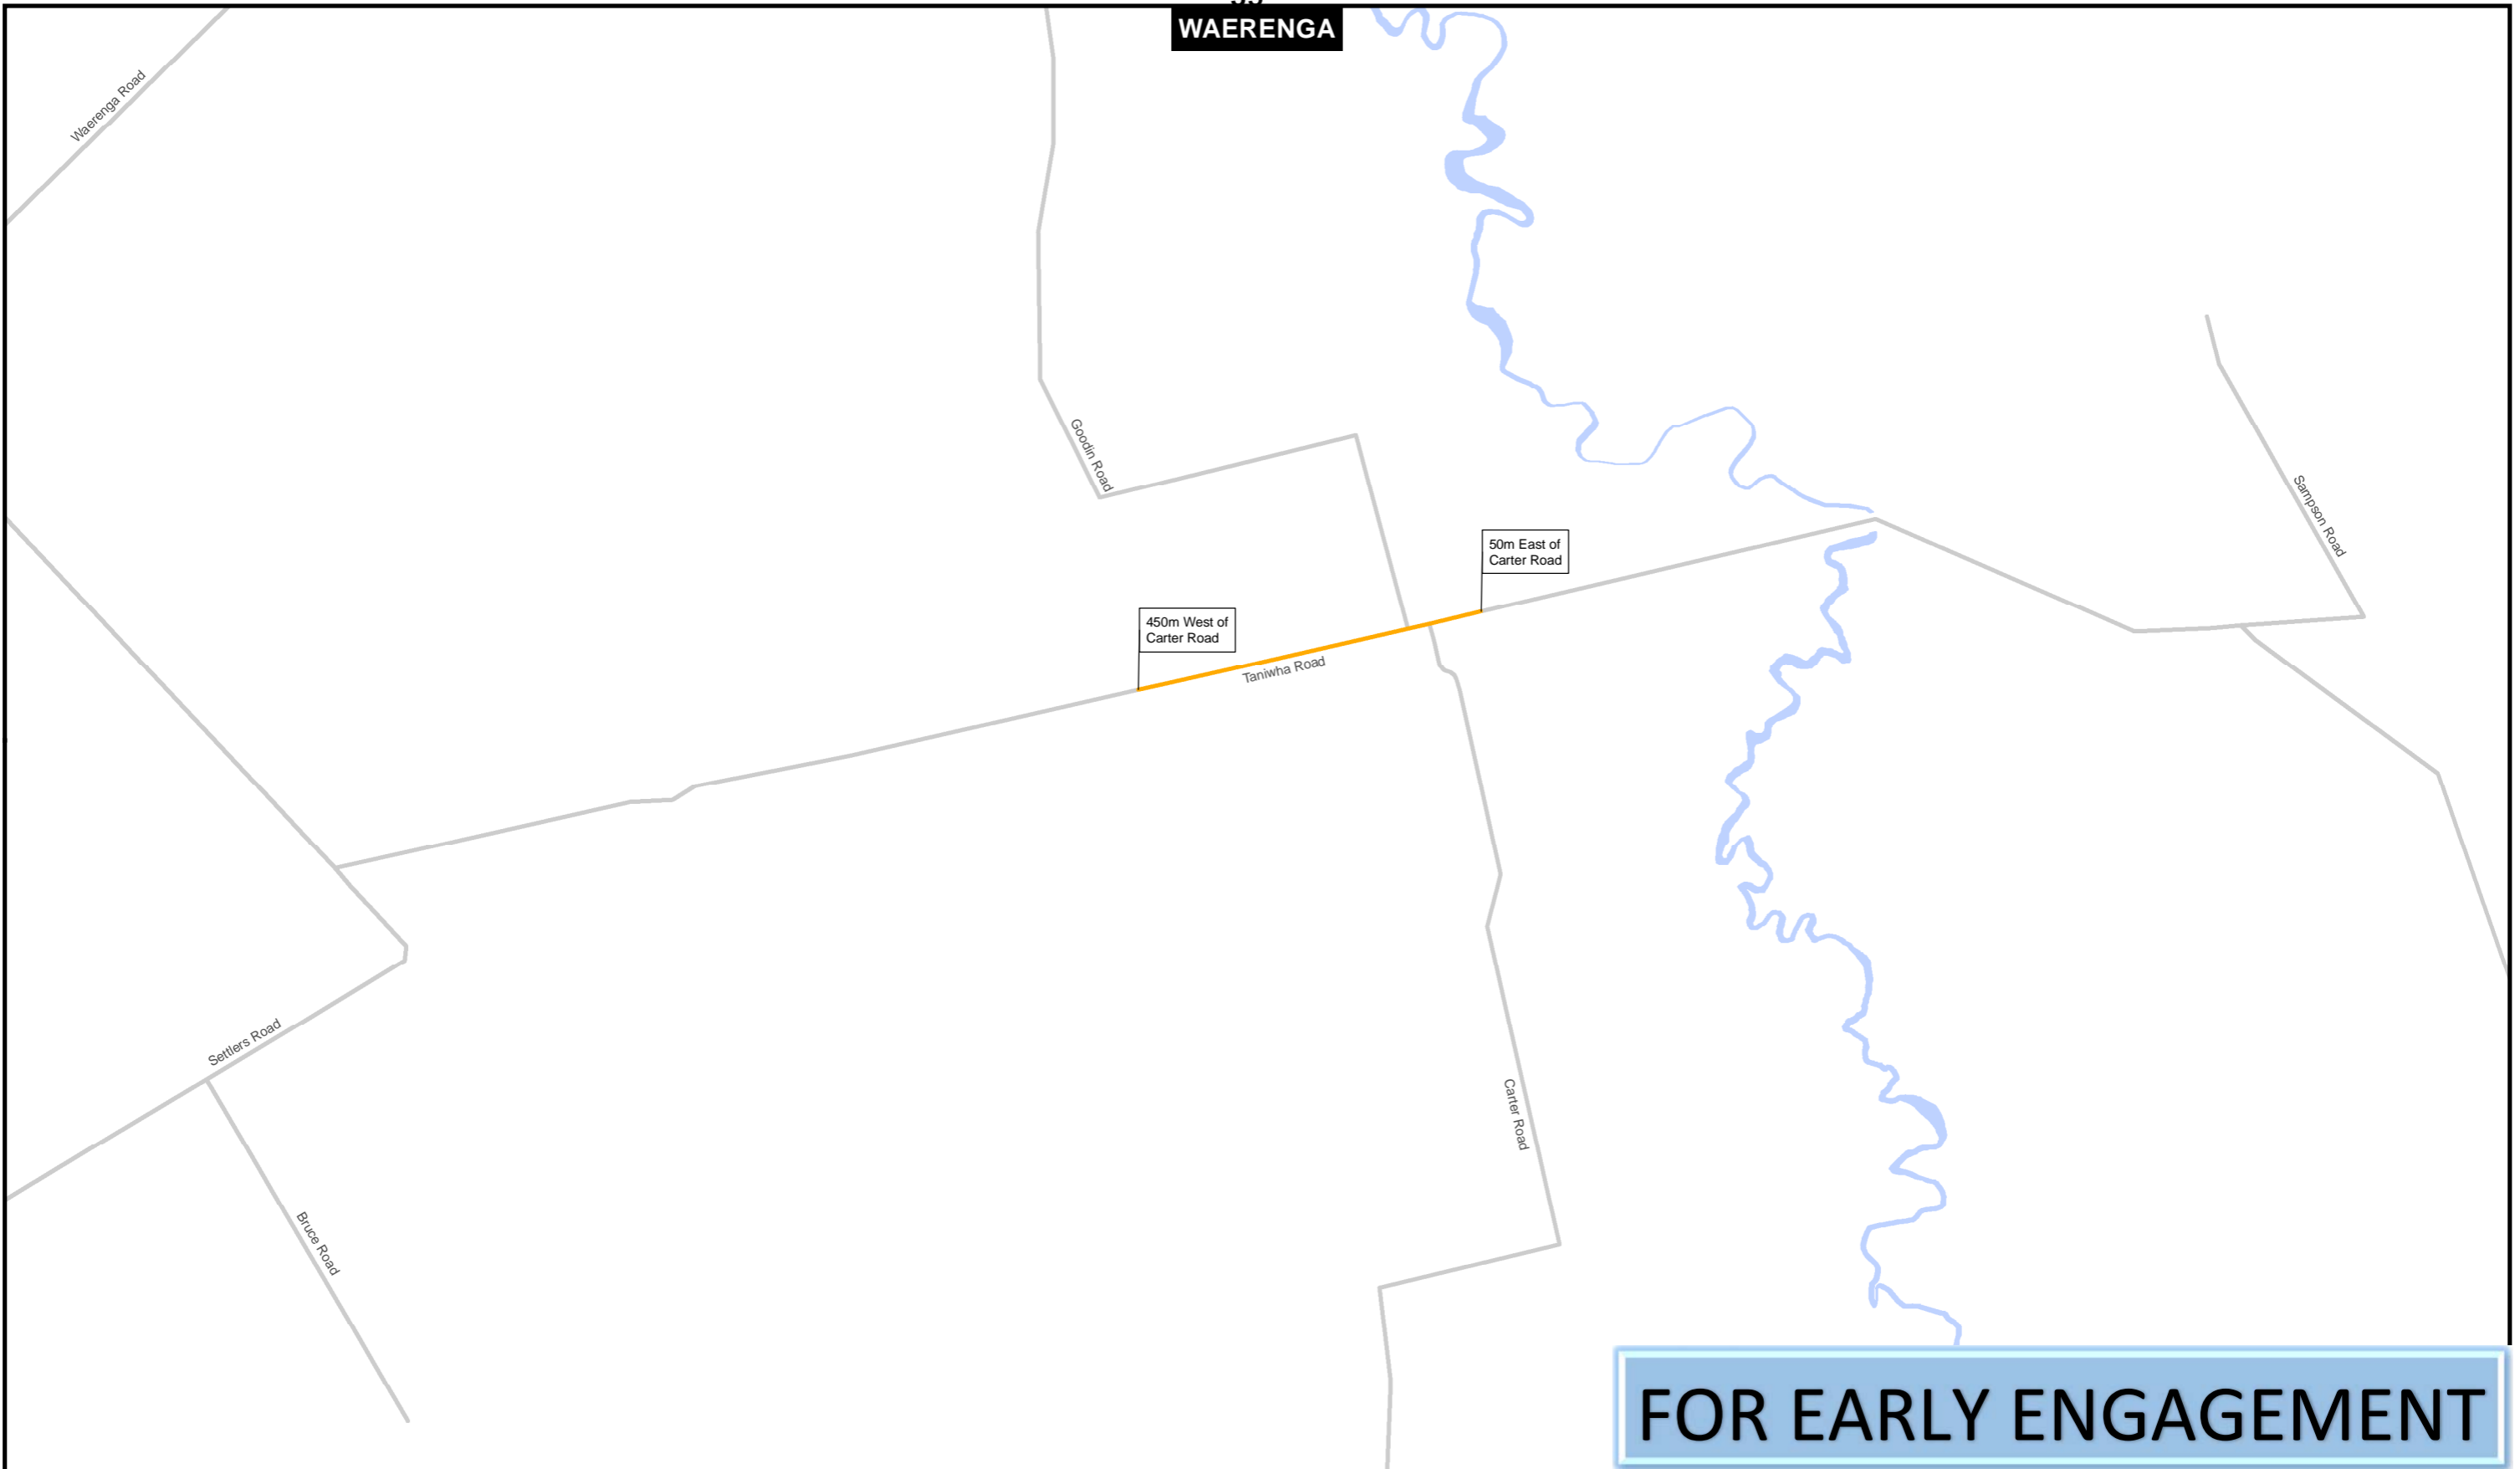 WAERENGA
Waerenga Road
Goodin Road
Sampson Road
50m East of
Carter Road
450m West of
Carter Road
Taniwha Road
Settlers Road
Carter Road
Bruce Road
FOR EARLY ENGAGEMENT